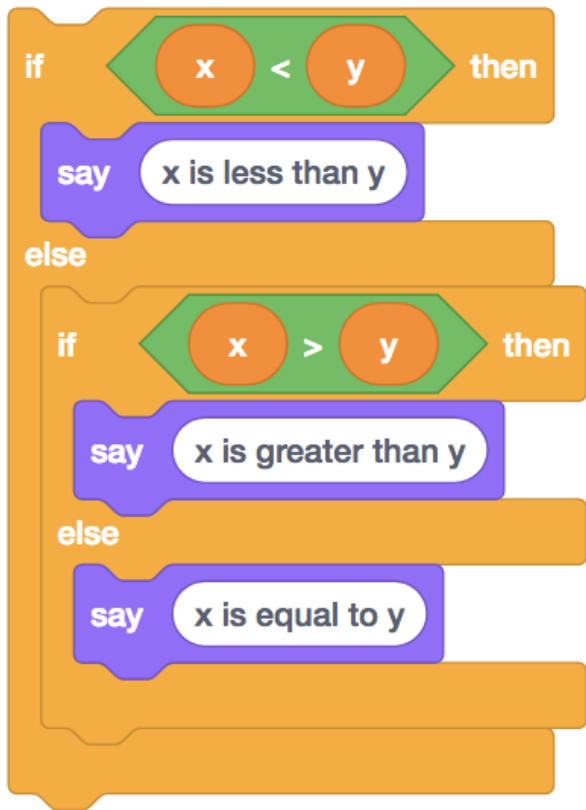 if x < y then
say x is less than y
else
if x > y then
say x is greater than y
else
say x is equal to y